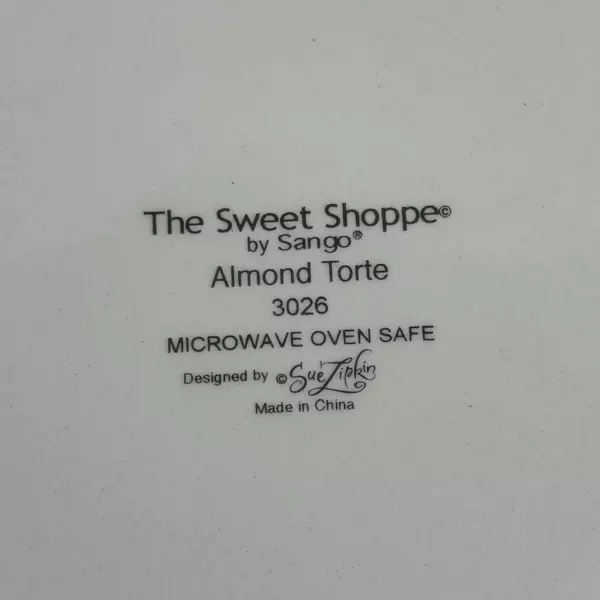 The Sweet Shoppe©
by Sango®
Almond Torte
3026
MICROWAVE OVEN SAFE
Designed by © Sue Zipkin
Made in China